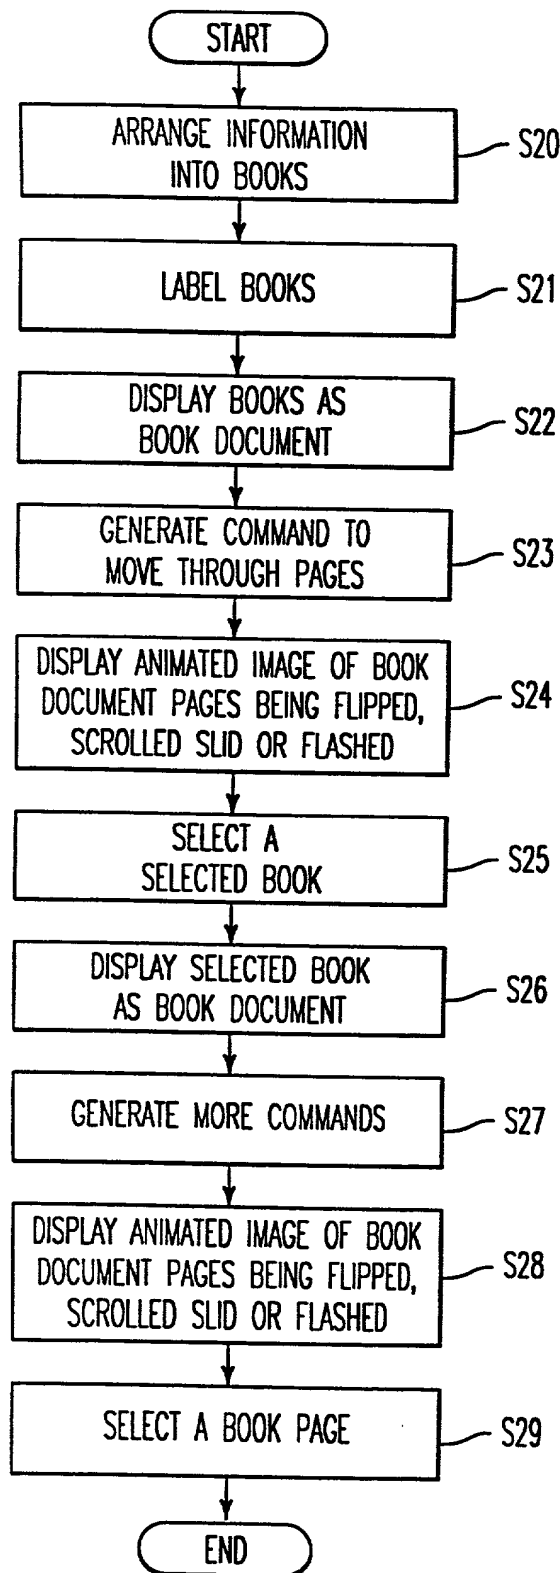 START
ARRANGE INFORMATION
INTO BOOKS
S20
LABEL BOOKS
S21
DISPLAY BOOKS AS
BOOK DOCUMENT
S22
GENERATE COMMAND TO
MOVE THROUGH PAGES
S23
DISPLAY ANIMATED IMAGE OF BOOK
DOCUMENT PAGES BEING FLIPPED,
SCROLLED SLID OR FLASHED
S24
SELECT A
SELECTED BOOK
S25
DISPLAY SELECTED BOOK
AS BOOK DOCUMENT
S26
GENERATE MORE COMMANDS
S27
DISPLAY ANIMATED IMAGE OF BOOK
DOCUMENT PAGES BEING FLIPPED,
SCROLLED SLID OR FLASHED
S28
SELECT A BOOK PAGE
S29
END